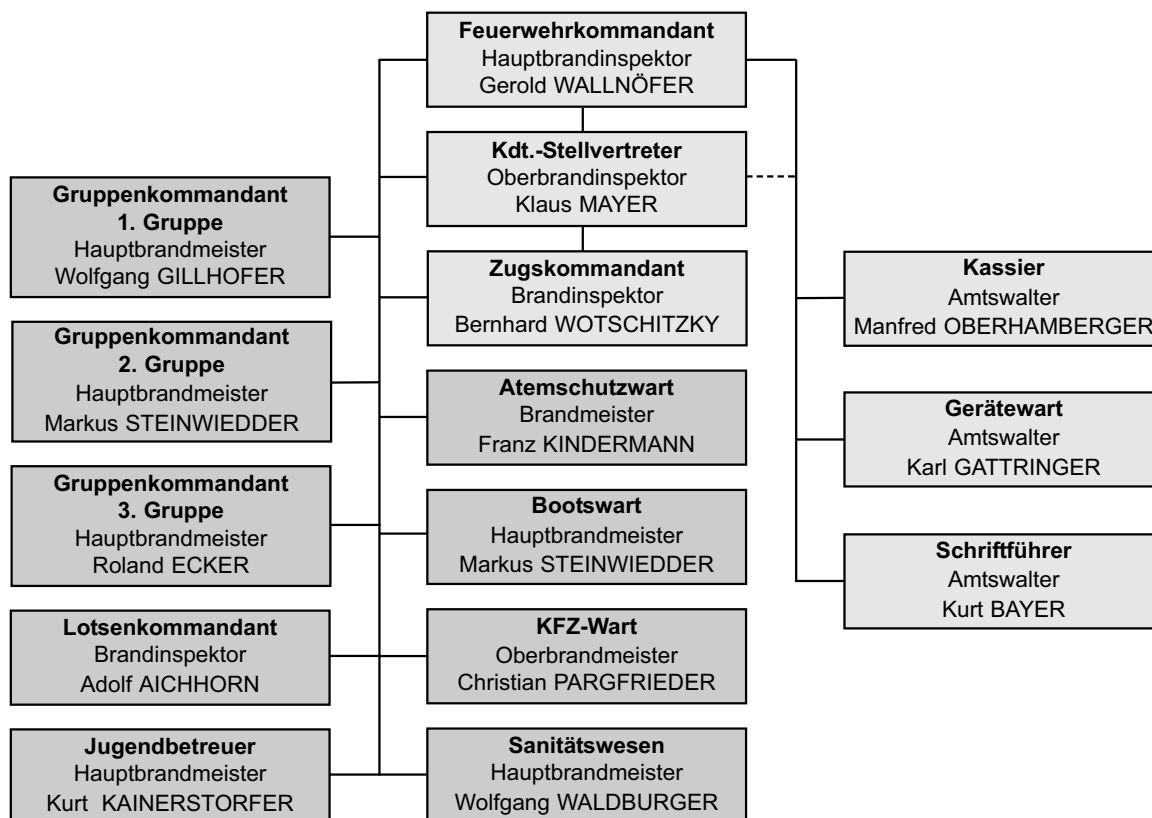 Feuerwehrkommandant
Hauptbrandinspektor
Gerold WALLNÖFER
Kdt.-Stellvertreter
Oberbrandinspektor
Klaus MAYER
Zugskommandant
Brandinspektor
Bernhard WOTSCHITZKY
Gruppenkommandant
1. Gruppe
Hauptbrandmeister
Wolfgang GILLHOFER
Gruppenkommandant
2. Gruppe
Hauptbrandmeister
Markus STEINWIEDDER
Gruppenkommandant
3. Gruppe
Hauptbrandmeister
Roland ECKER
Lotsenkommandant
Brandinspektor
Adolf AICHHORN
Jugendbetreuer
Hauptbrandmeister
Kurt KAINERSTORFER
Atemschutzwart
Brandmeister
Franz KINDERMANN
Bootswart
Hauptbrandmeister
Markus STEINWIEDDER
KFZ-Wart
Oberbrandmeister
Christian PARGFRIEDER
Sanitätswesen
Hauptbrandmeister
Wolfgang WALDBURGER
Kassier
Amtswalter
Manfred OBERHAMBERGER
Gerätewart
Amtswalter
Karl GATTRINGER
Schriftführer
Amtswalter
Kurt BAYER